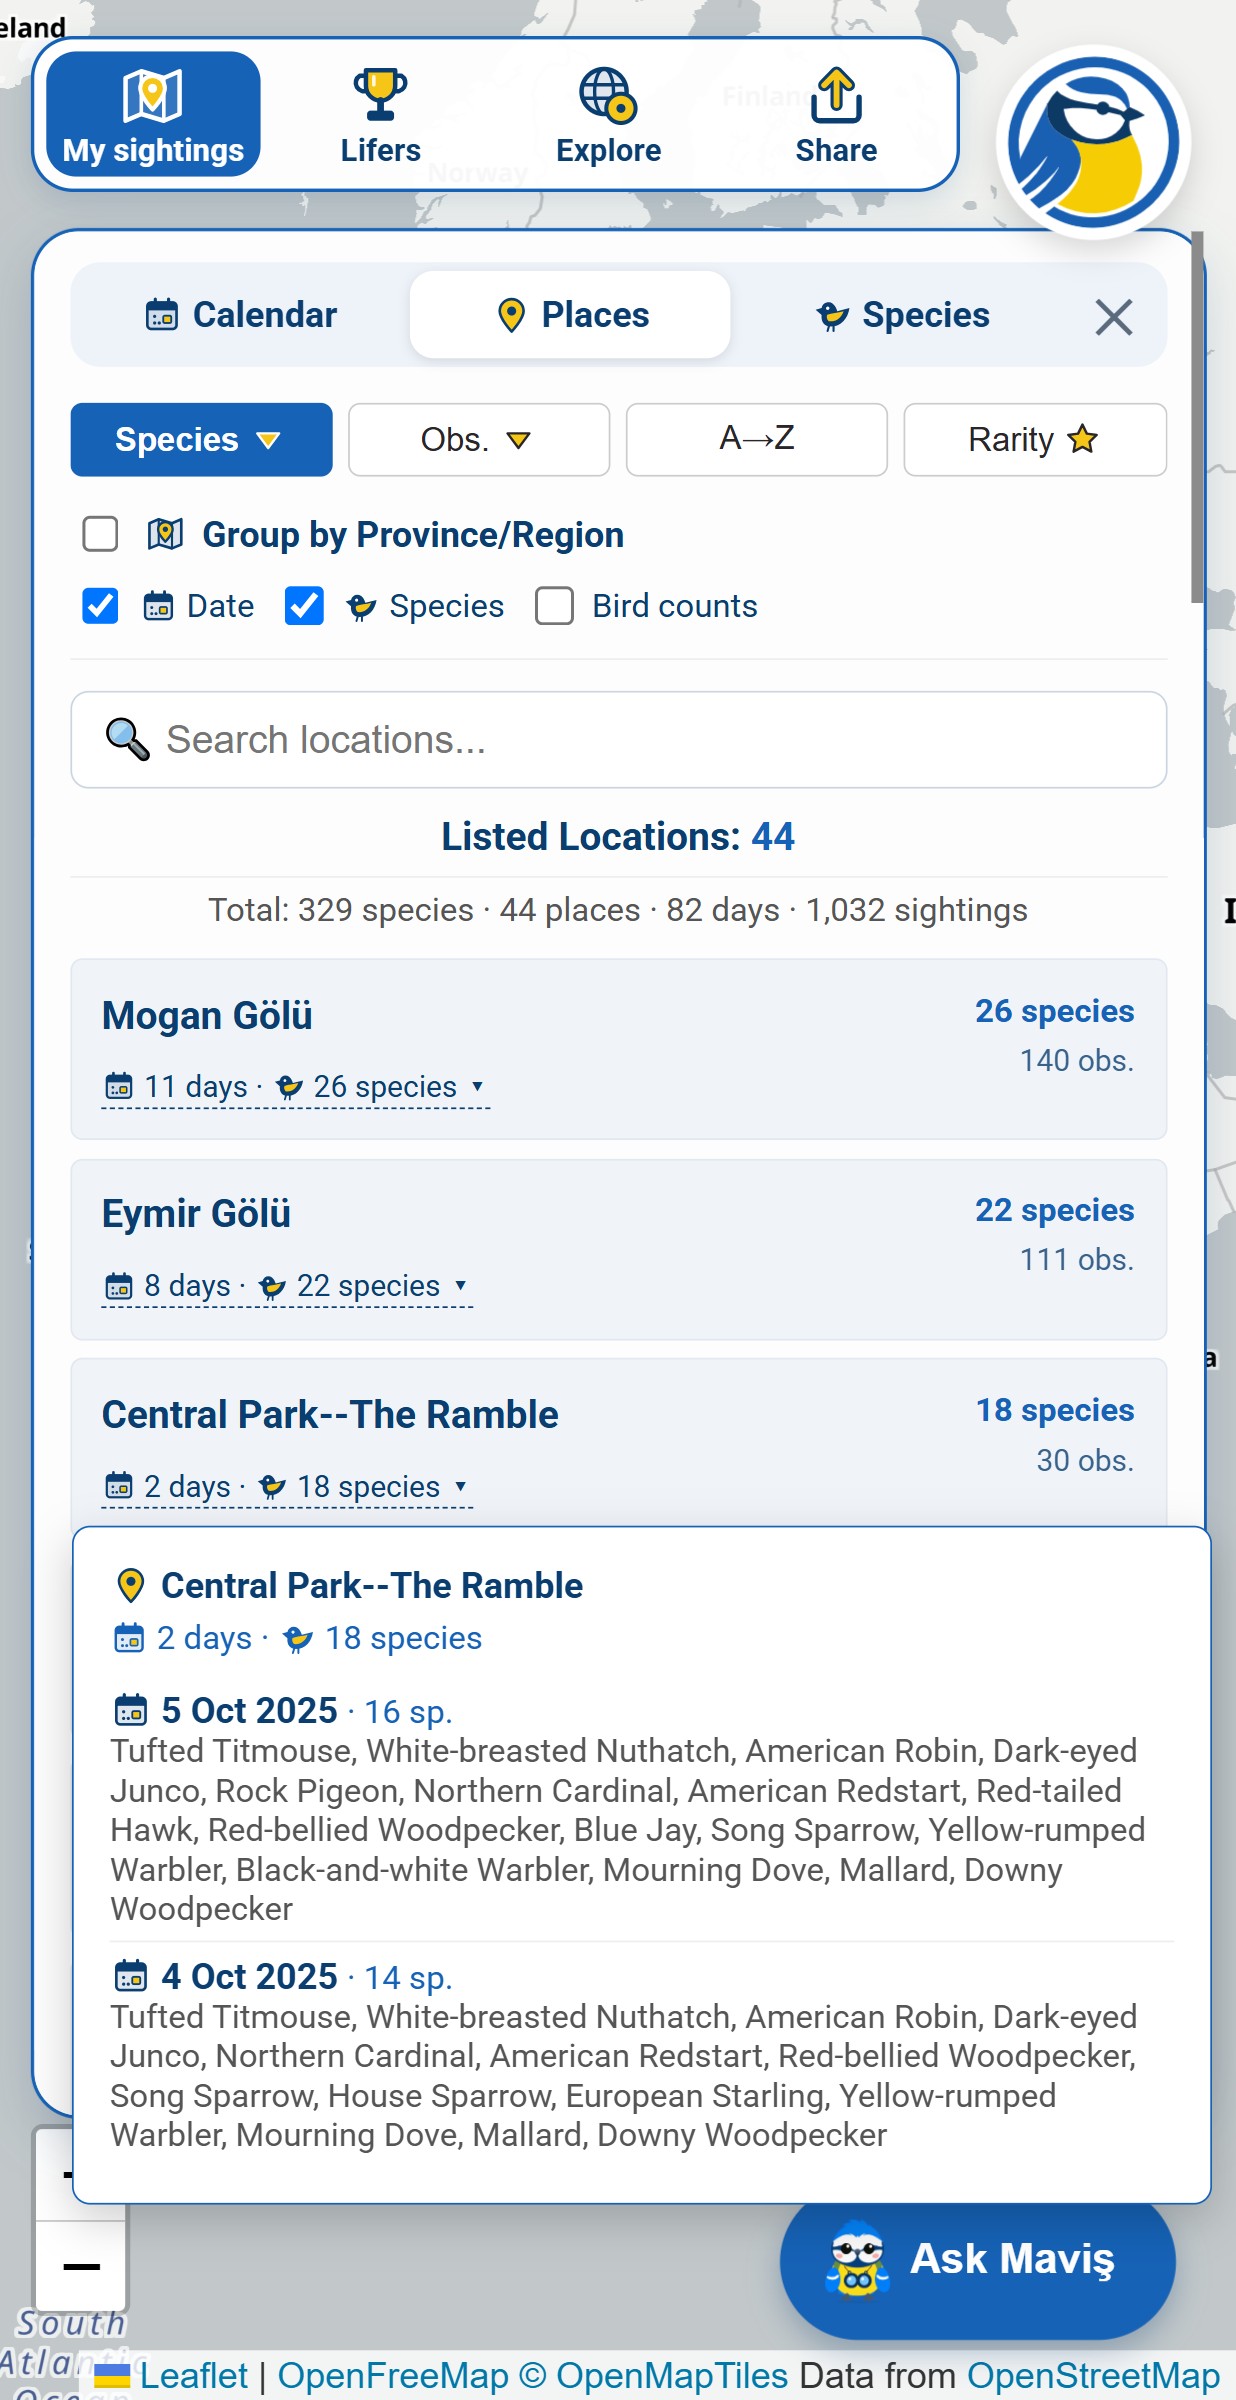 eland
Finland
Norway
My sightings
Lifers
Explore
Share
Calendar
Places
Species
Species ▼
Obs. ▼
A→Z
Rarity
Group by Province/Region
Date
Species
Bird counts
Search locations...
Listed Locations: 44
Total: 329 species · 44 places · 82 days · 1,032 sightings
Mogan Gölü
26 species
140 obs.
11 days · 26 species ▾
Eymir Gölü
22 species
111 obs.
8 days · 22 species ▾
Central Park--The Ramble
18 species
30 obs.
2 days · 18 species ▾
Central Park--The Ramble
2 days · 18 species
5 Oct 2025 · 16 sp.
Tufted Titmouse, White-breasted Nuthatch, American Robin, Dark-eyed
Junco, Rock Pigeon, Northern Cardinal, American Redstart, Red-tailed
Hawk, Red-bellied Woodpecker, Blue Jay, Song Sparrow, Yellow-rumped
Warbler, Black-and-white Warbler, Mourning Dove, Mallard, Downy
Woodpecker
4 Oct 2025 · 14 sp.
Tufted Titmouse, White-breasted Nuthatch, American Robin, Dark-eyed
Junco, Northern Cardinal, American Redstart, Red-bellied Woodpecker,
Song Sparrow, House Sparrow, European Starling, Yellow-rumped
Warbler, Mourning Dove, Mallard, Downy Woodpecker
Ask Maviş
South
Atlantic
Ocean
Leaflet | OpenFreeMap © OpenMapTiles Data from OpenStreetMap